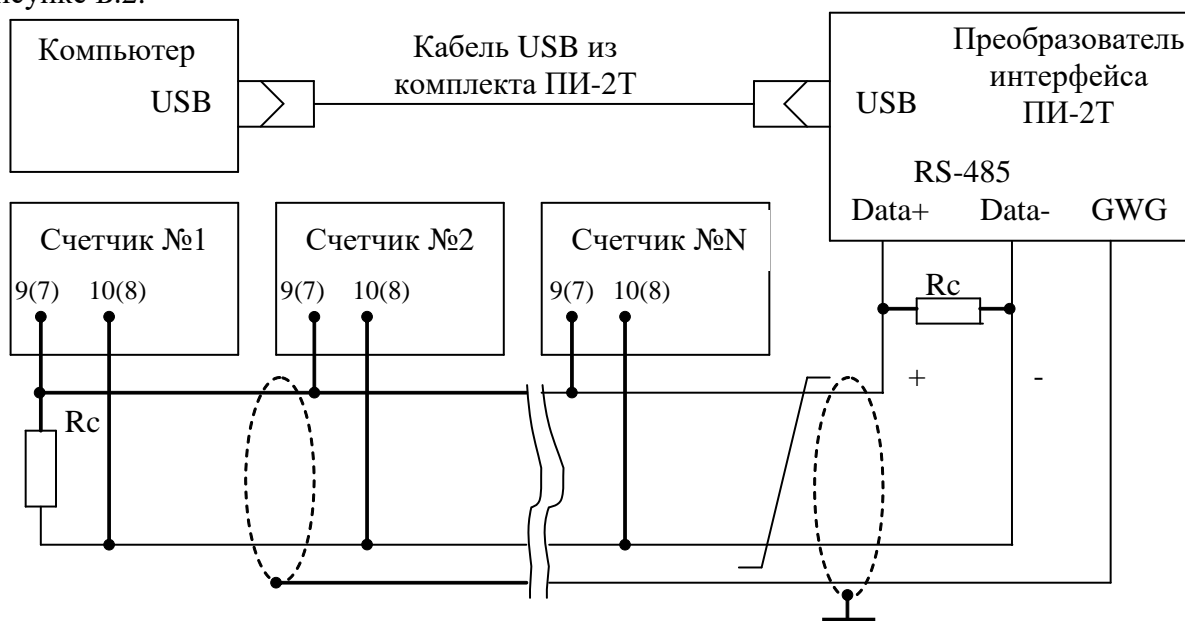 Компьютер
USB
Кабель USB из
комплекта ПИ-2Т
Преобразователь
интерфейса
ПИ-2Т
USB
RS-485
Data+ Data- GWG
Счетчик №1
9(7) 10(8)
Счетчик №2
9(7) 10(8)
Счетчик №N
9(7) 10(8)
Rc
+ -
Rc